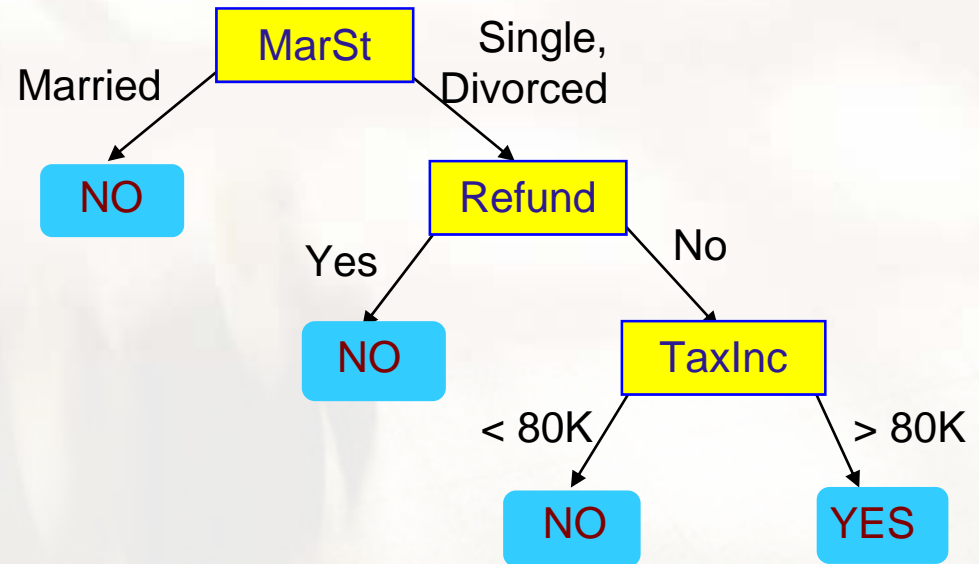 MarSt
Single,
Divorced
Married
NO
Refund
Yes
No
NO
TaxInc
< 80K
> 80K
NO
YES